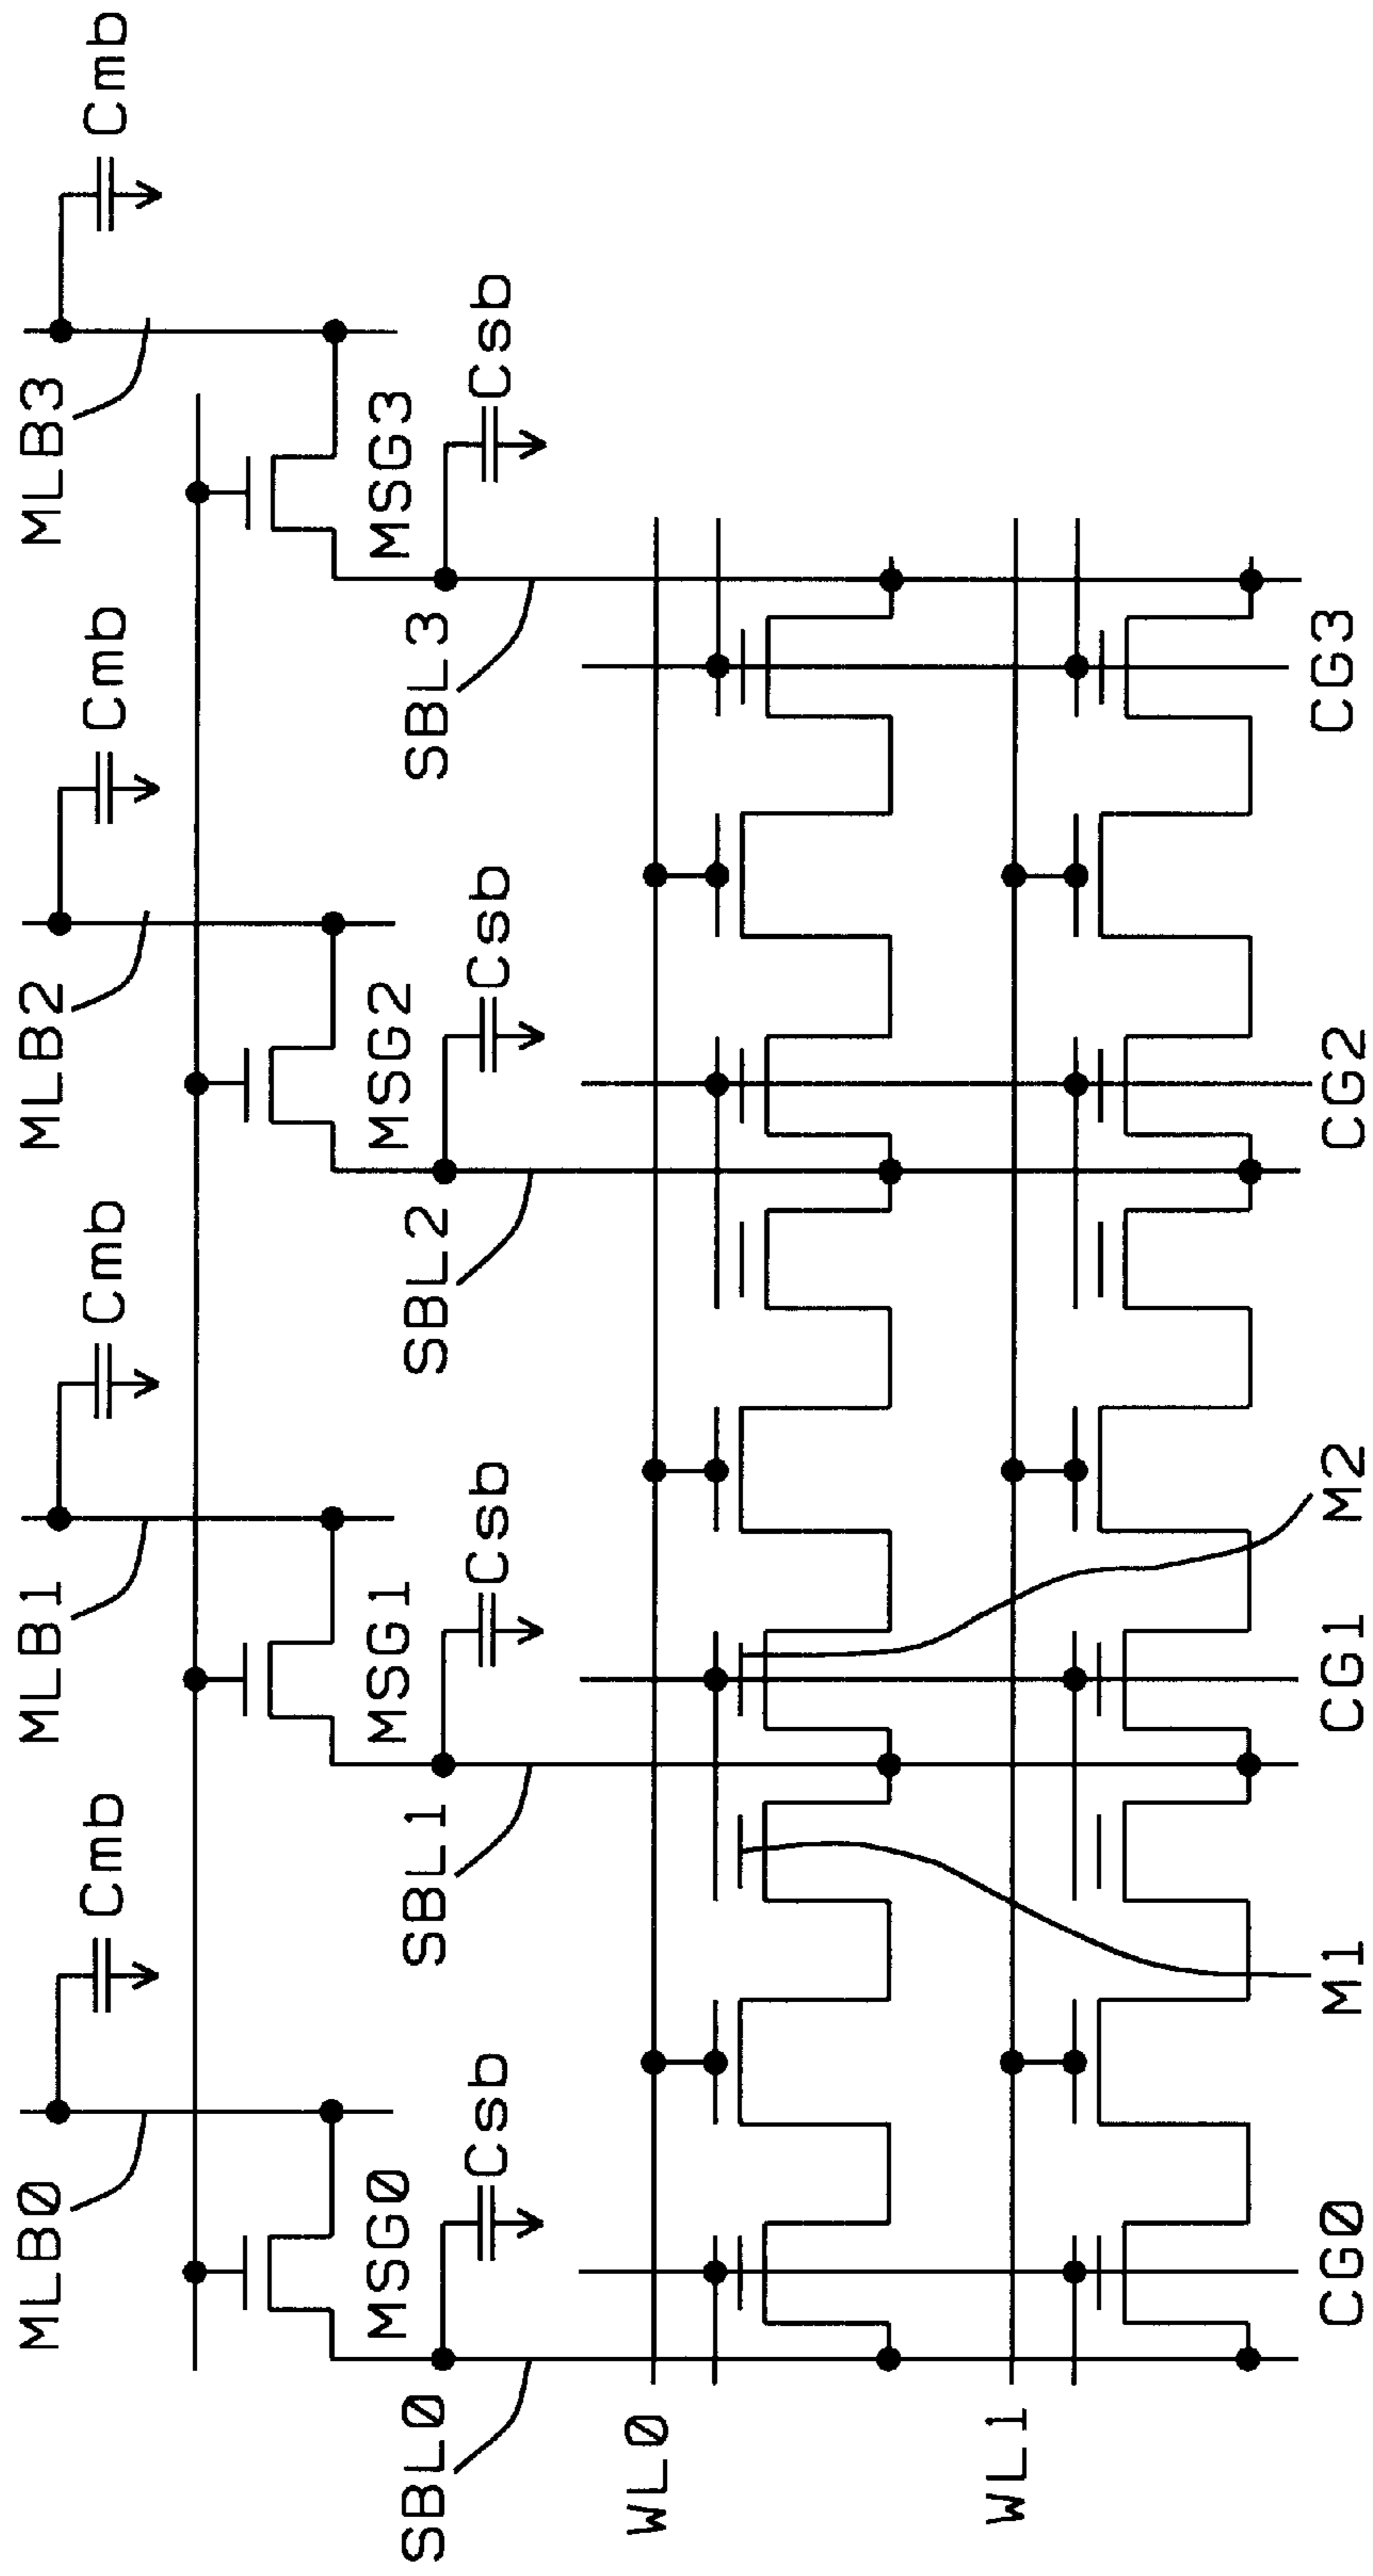 MLB0 MLB1 MLB2 MLB3
Cmb Cmb Cmb Cmb
MSG0 MSG1 MSG2 MSG3
SBL0 SBL1 SBL2 SBL3
Csb Csb Csb Csb
WL0
WL1
CG0 M1 CG1 M2 CG2 CG3